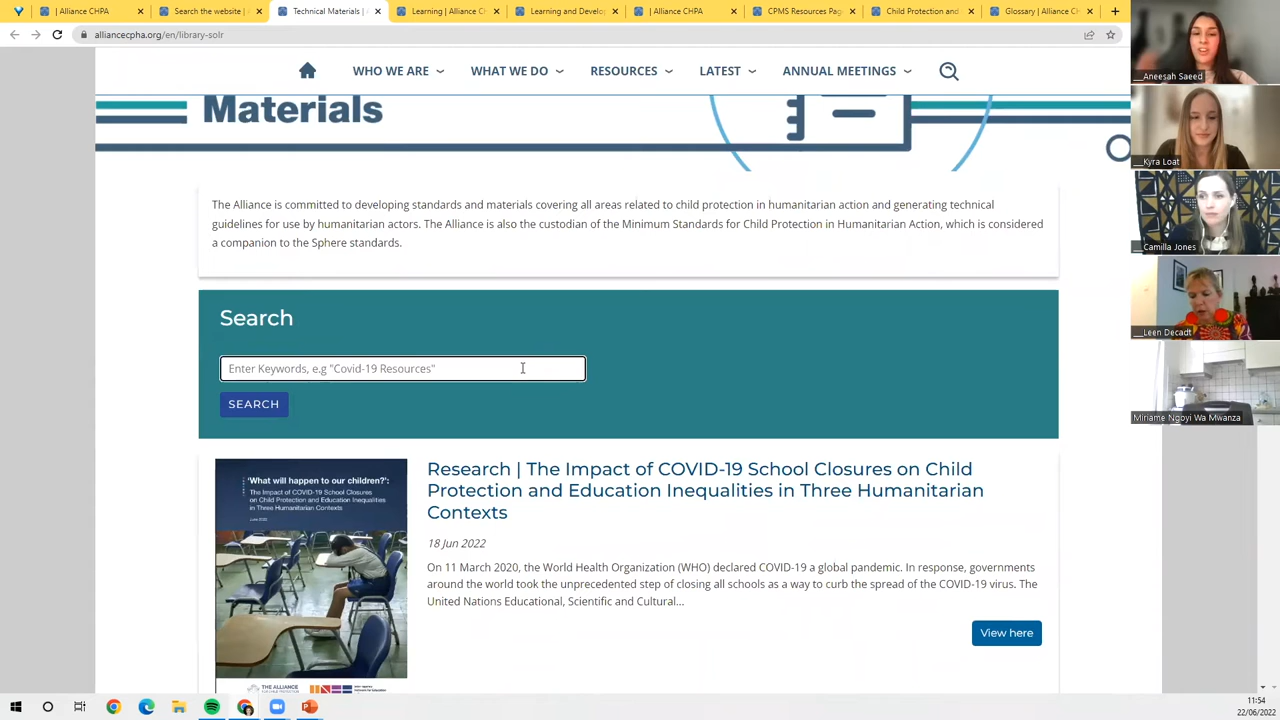 Alliance CHPA
Search the website |
Technical Materials |
Learning | Alliance CH
Learning and Develo
| Alliance CHPA
CPMS Resources Pag
Child Protection and
Glossary | Alliance CH
alliancecpha.org/en/library-solr
WHO WE ARE
WHAT WE DO
RESOURCES
LATEST
ANNUAL MEETINGS
Materials
The Alliance is committed to developing standards and materials covering all areas related to child protection in humanitarian action and generating technical
guidelines for use by humanitarian actors. The Alliance is also the custodian of the Minimum Standards for Child Protection in Humanitarian Action, which is considered
a companion to the Sphere standards.
Search
Enter Keywords, e.g "Covid-19 Resources"
SEARCH
'What will happen to our children?':
The Impact of COVID-19 School Closures
on Child Protection and Education Inequalities
in Three Humanitarian Contexts
June 2022
THE ALLIANCE
Research | The Impact of COVID-19 School Closures on Child
Protection and Education Inequalities in Three Humanitarian
Contexts
18 Jun 2022
On 11 March 2020, the World Health Organization (WHO) declared COVID-19 a global pandemic. In response, governments
around the world took the unprecedented step of closing all schools as a way to curb the spread of the COVID-19 virus. The
United Nations Educational, Scientific and Cultural...
View here
__Aneesah Saeed
__Kyra Loat
__Camilla Jones
__Leen Decadt
Miriame Ngoyi Wa Mwanza
11:54
22/06/2022